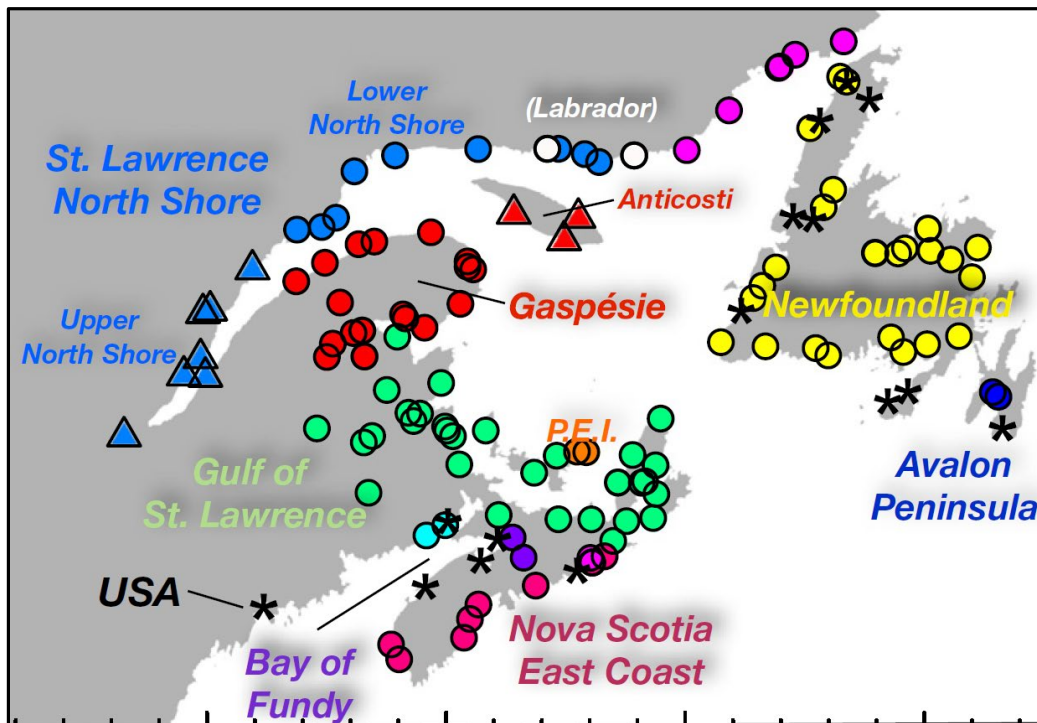 Lower
North Shore
(Labrador)
St. Lawrence
North Shore
Anticosti
Gaspésie
Newfoundland
Upper
North Shore
P.E.I.
Gulf of
St. Lawrence
Avalon
Peninsula
USA
Nova Scotia
East Coast
Bay of
Fundy